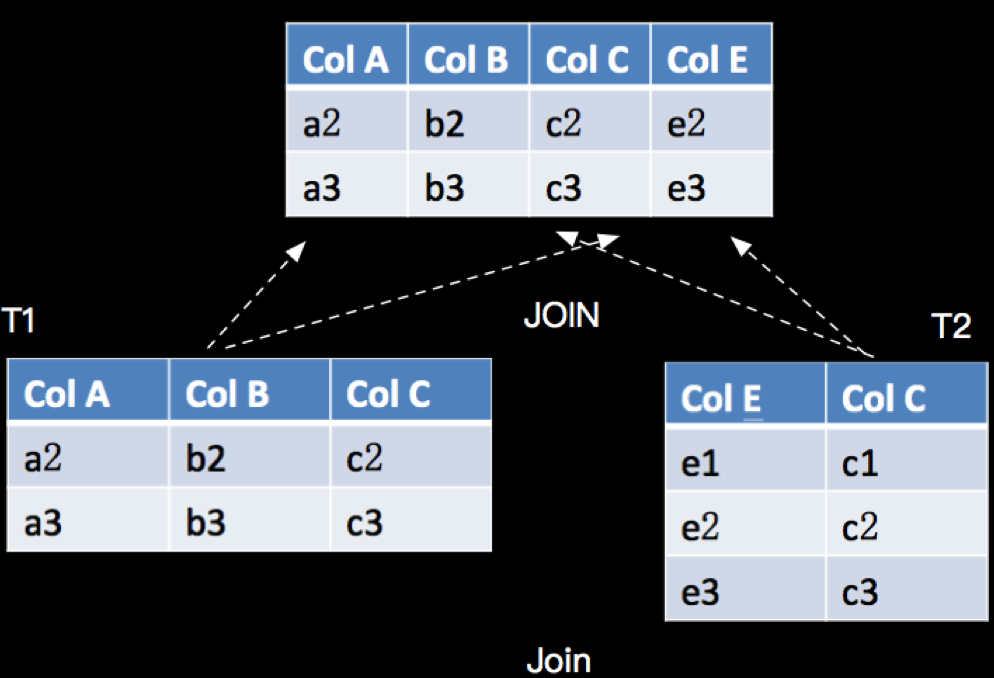 Col A Col B Col C Col E
a2 b2 c2 e2
a3 b3 c3 e3
T1
JOIN
T2
Col A Col B Col C
a2 b2 c2
a3 b3 c3
Col E Col C
e1 c1
e2 c2
e3 c3
Join